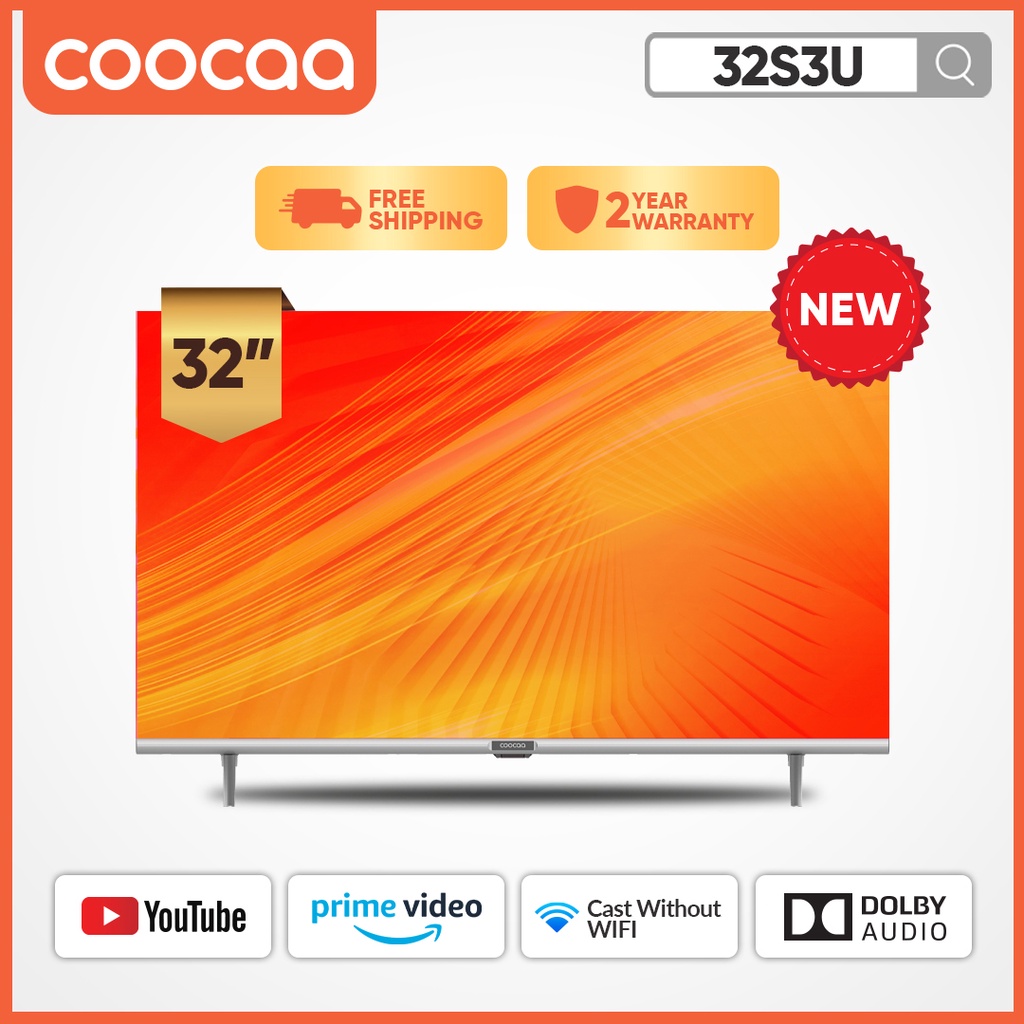 coocaa
32S3U
FREE
SHIPPING
2 YEAR
WARRANTY
NEW
32"
coocaa
YouTube
prime video
Cast Without
WIFI
DOLBY
AUDIO